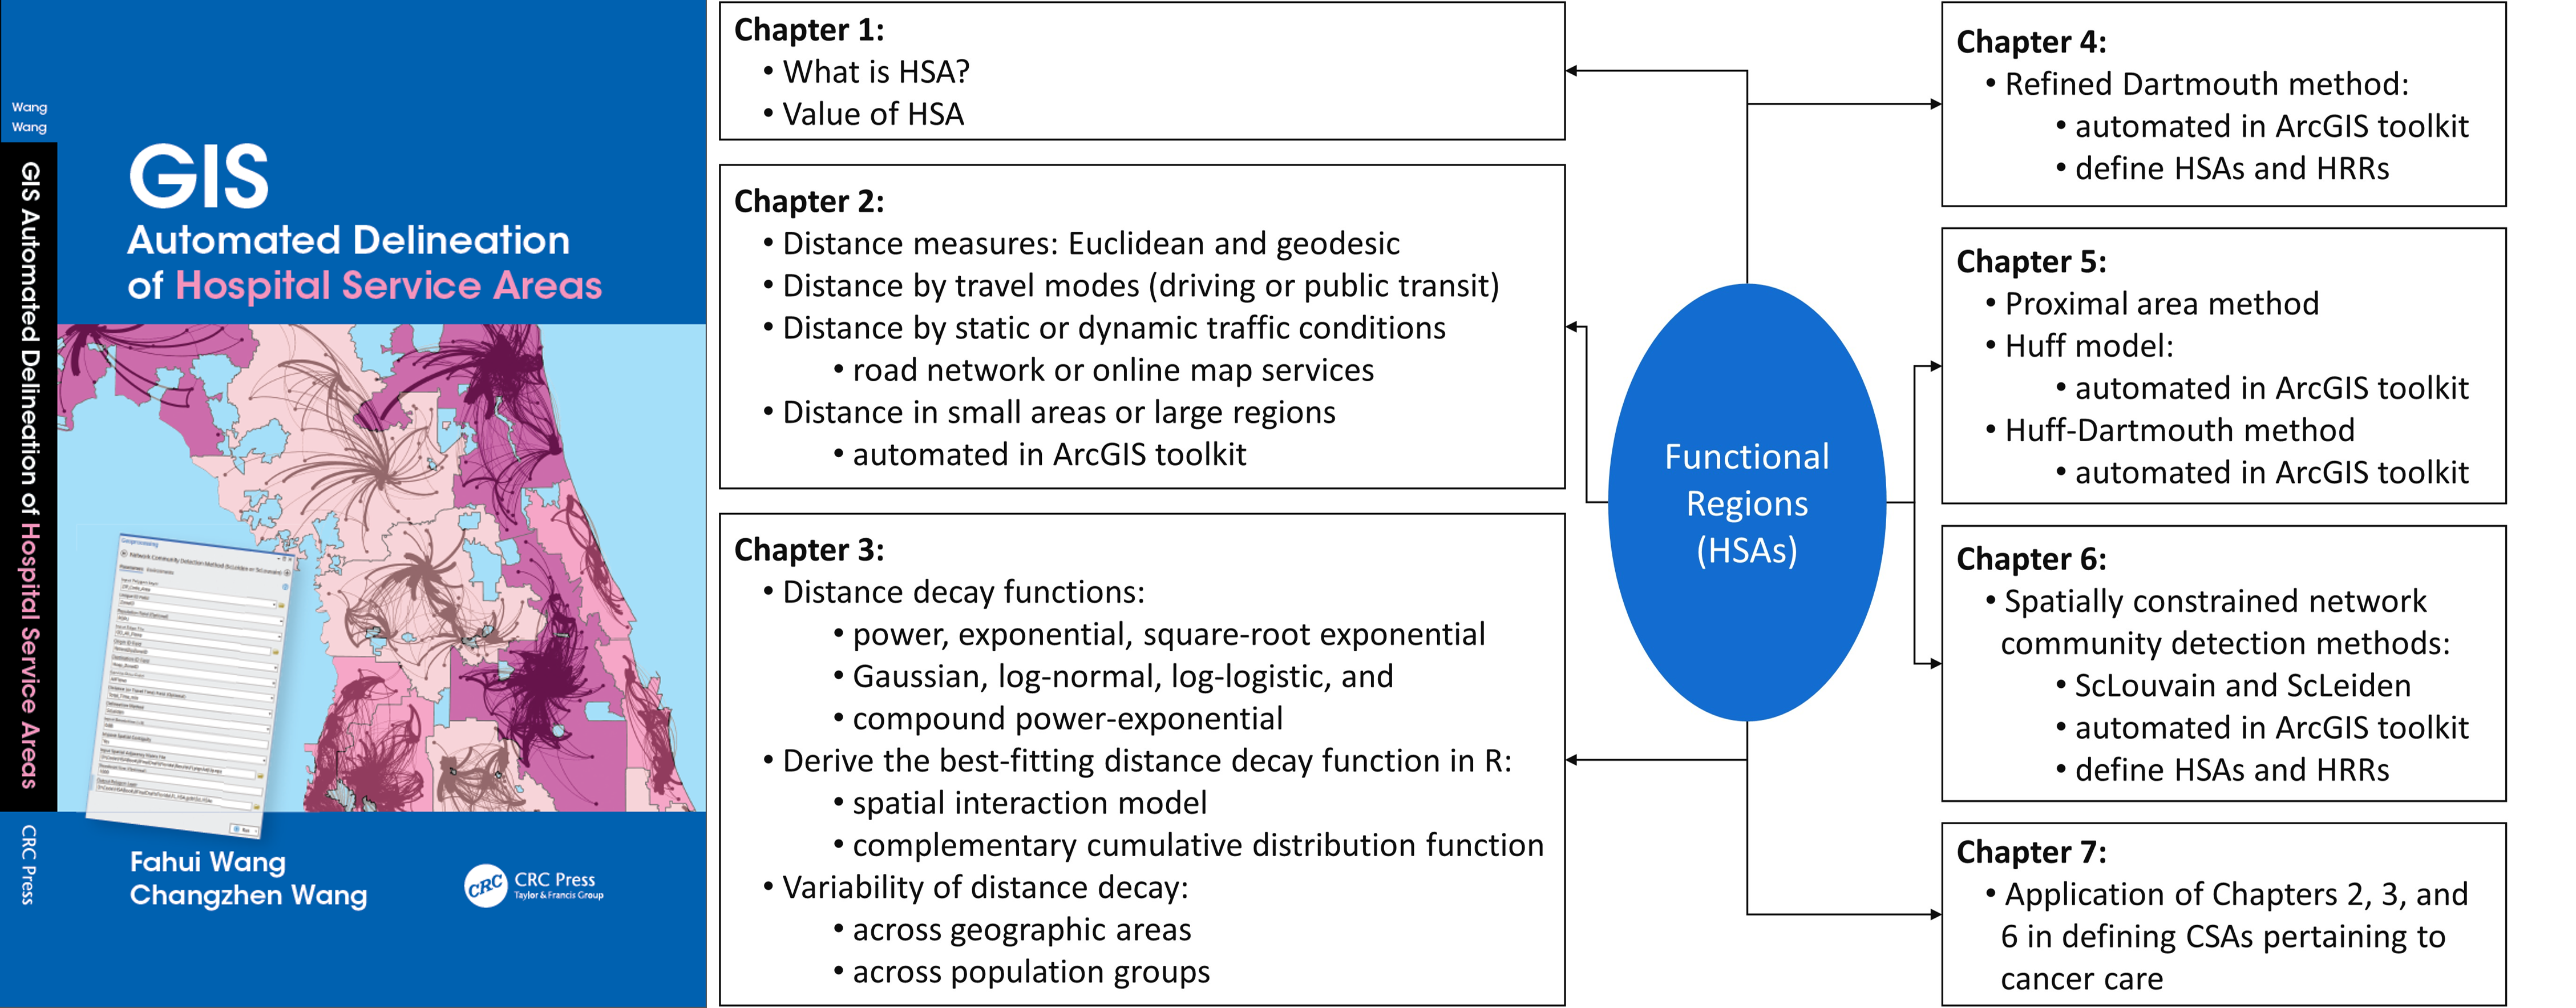 Wang
Wang
GIS Automated Delineation of Hospital Service Areas
CRC Press
GIS
Automated Delineation
of Hospital Service Areas
Geoprocessing
Fahui Wang
Changzhen Wang
CRC
CRC Press
Taylor & Francis Group
Chapter 1:
• What is HSA?
• Value of HSA
Chapter 2:
• Distance measures: Euclidean and geodesic
• Distance by travel modes (driving or public transit)
• Distance by static or dynamic traffic conditions
• road network or online map services
• Distance in small areas or large regions
• automated in ArcGIS toolkit
Chapter 3:
• Distance decay functions:
• power, exponential, square-root exponential
• Gaussian, log-normal, log-logistic, and
• compound power-exponential
• Derive the best-fitting distance decay function in R:
• spatial interaction model
• complementary cumulative distribution function
• Variability of distance decay:
• across geographic areas
• across population groups
Functional
Regions
(HSAs)
Chapter 4:
• Refined Dartmouth method:
• automated in ArcGIS toolkit
• define HSAs and HRRs
Chapter 5:
• Proximal area method
• Huff model:
• automated in ArcGIS toolkit
• Huff-Dartmouth method
• automated in ArcGIS toolkit
Chapter 6:
• Spatially constrained network
community detection methods:
• ScLouvain and ScLeiden
• automated in ArcGIS toolkit
• define HSAs and HRRs
Chapter 7:
• Application of Chapters 2, 3, and
6 in defining CSAs pertaining to
cancer care